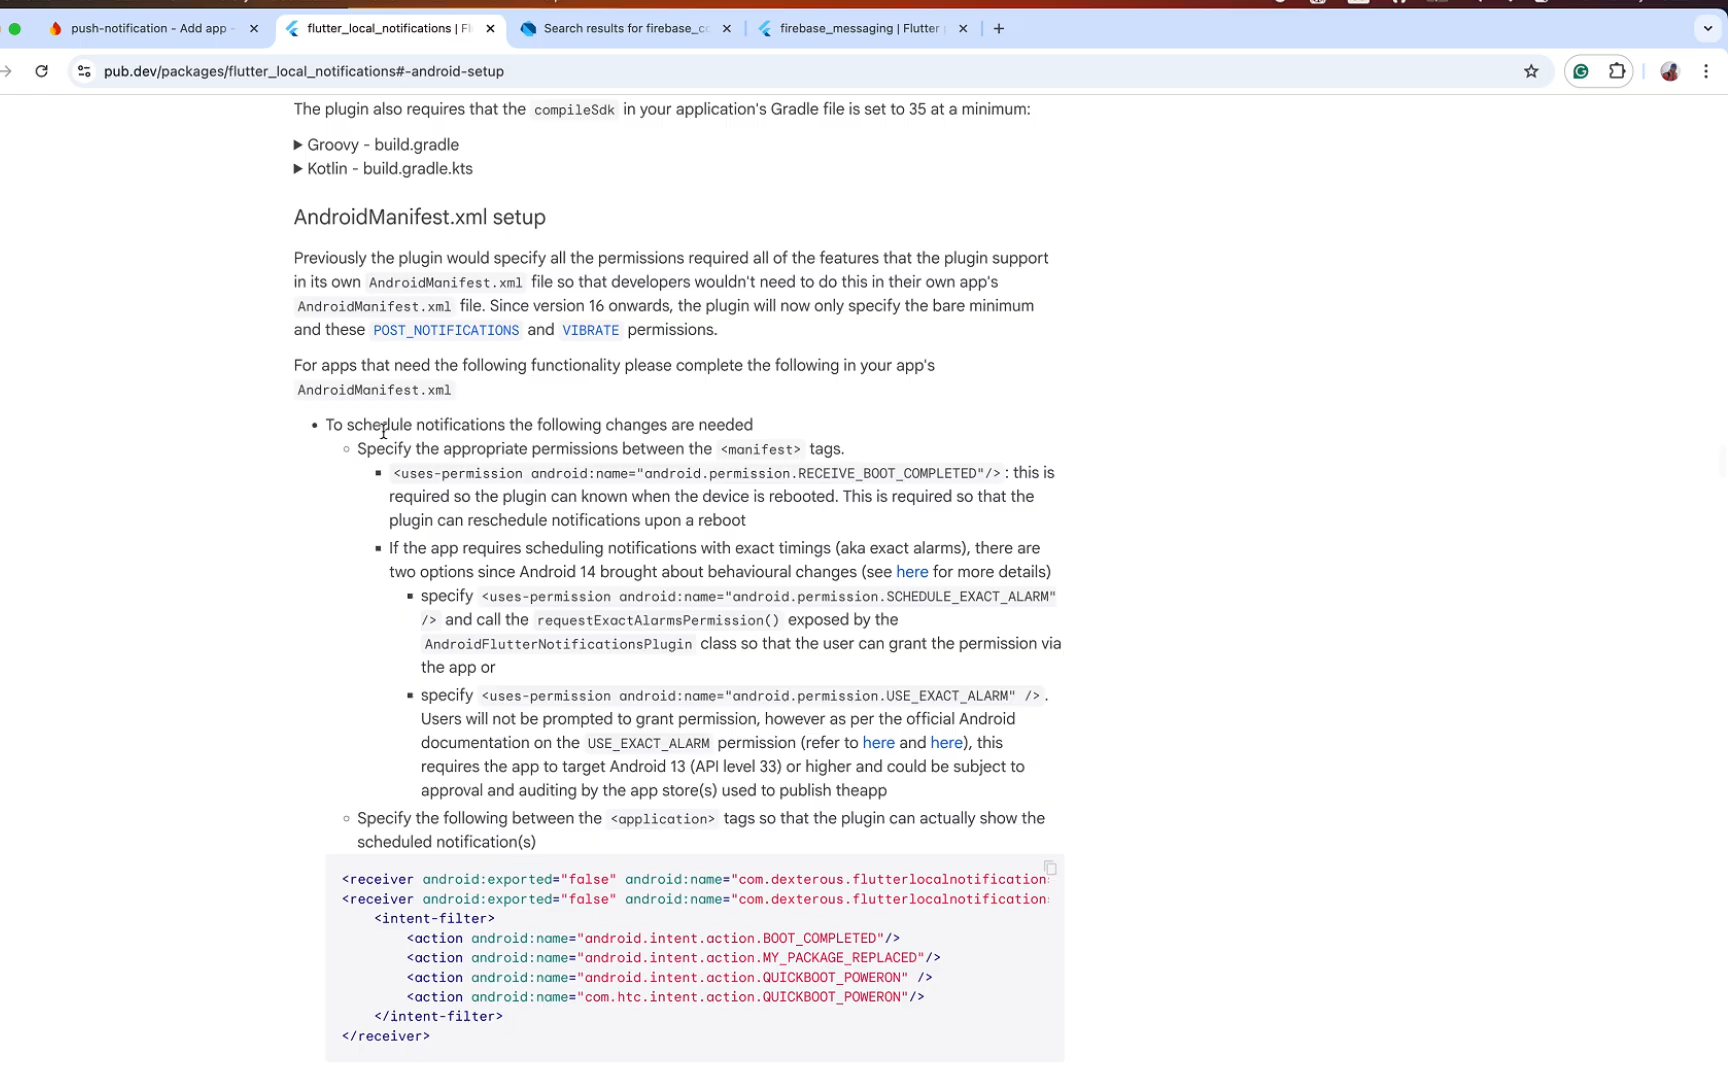 push-notification - Add app -
flutter_local_notifications | Fl
Search results for firebase_cc
firebase_messaging | Flutter
pub.dev/packages/flutter_local_notifications#-android-setup
The plugin also requires that the compileSdk in your application's Gradle file is set to 35 at a minimum:
Groovy - build.gradle
Kotlin - build.gradle.kts
AndroidManifest.xml setup
Previously the plugin would specify all the permissions required all of the features that the plugin support
in its own AndroidManifest.xml file so that developers wouldn't need to do this in their own app's
AndroidManifest.xml file. Since version 16 onwards, the plugin will now only specify the bare minimum
and these POST_NOTIFICATIONS and VIBRATE permissions.
For apps that need the following functionality please complete the following in your app's
AndroidManifest.xml
• To schedule notifications the following changes are needed
◦ Specify the appropriate permissions between the <manifest> tags.
▪ <uses-permission android:name="android.permission.RECEIVE_BOOT_COMPLETED"/> : this is
required so the plugin can known when the device is rebooted. This is required so that the
plugin can reschedule notifications upon a reboot
▪ If the app requires scheduling notifications with exact timings (aka exact alarms), there are
two options since Android 14 brought about behavioural changes (see here for more details)
▪ specify <uses-permission android:name="android.permission.SCHEDULE_EXACT_ALARM"
/> and call the requestExactAlarmsPermission() exposed by the
AndroidFlutterNotificationsPlugin class so that the user can grant the permission via
the app or
▪ specify <uses-permission android:name="android.permission.USE_EXACT_ALARM" />.
Users will not be prompted to grant permission, however as per the official Android
documentation on the USE_EXACT_ALARM permission (refer to here and here), this
requires the app to target Android 13 (API level 33) or higher and could be subject to
approval and auditing by the app store(s) used to publish theapp
◦ Specify the following between the <application> tags so that the plugin can actually show the
scheduled notification(s)
<receiver android:exported="false" android:name="com.dexterous.flutterlocalnotification
<receiver android:exported="false" android:name="com.dexterous.flutterlocalnotification
<intent-filter>
<action android:name="android.intent.action.BOOT_COMPLETED"/>
<action android:name="android.intent.action.MY_PACKAGE_REPLACED"/>
<action android:name="android.intent.action.QUICKBOOT_POWERON" />
<action android:name="com.htc.intent.action.QUICKBOOT_POWERON"/>
</intent-filter>
</receiver>